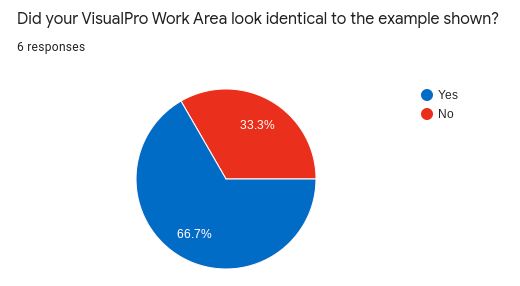 Did your VisualPro Work Area look identical to the example shown?
6 responses
Yes
No
33.3%
66.7%